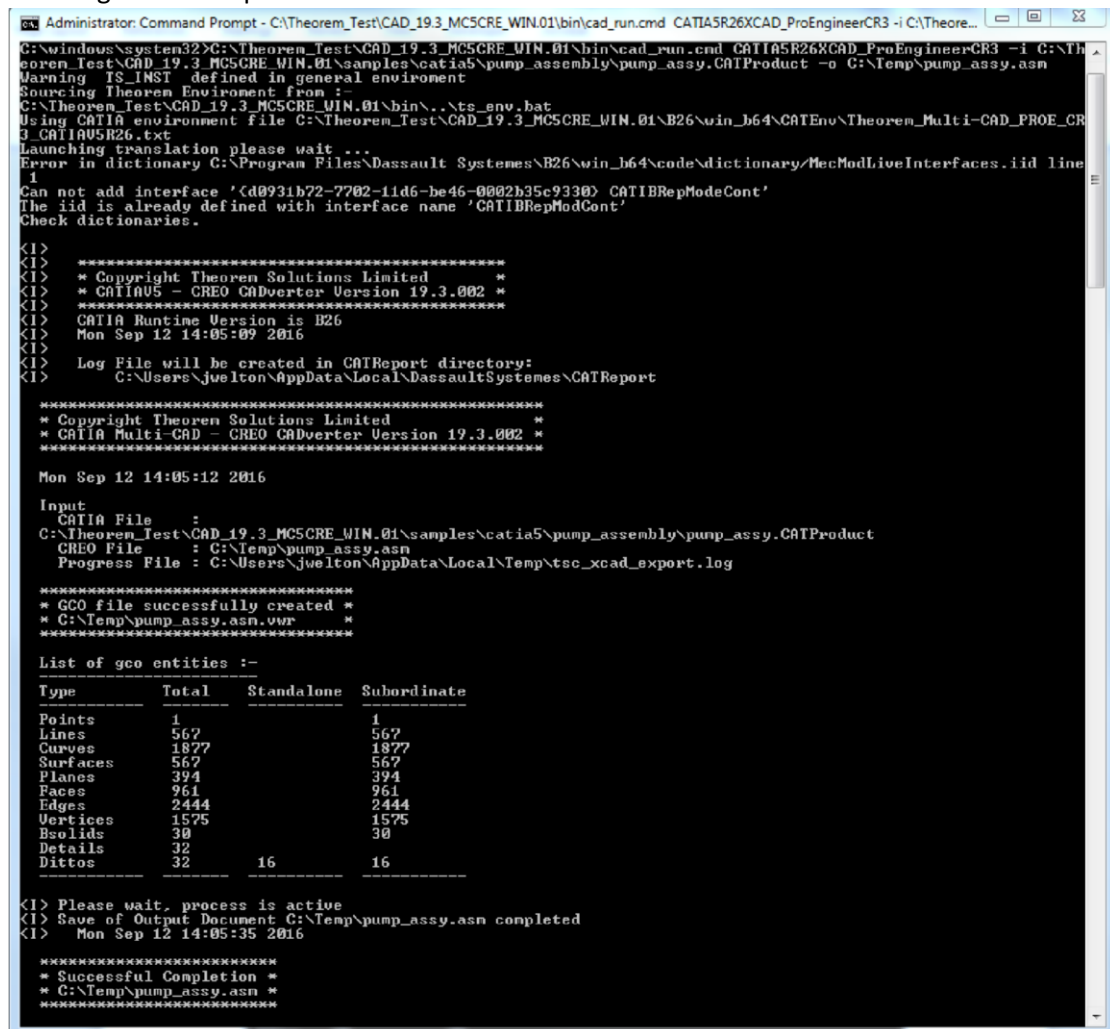 Administrator: Command Prompt - C:\Theorem_Test\CAD_19.3_MC5CRE_WIN.01\bin\cad_run.cmd CATIA5R26XCAD_ProEngineerCR3 -i C:\Theore...
C:\windows\system32>C:\Theorem_Test\CAD_19.3_MC5CRE_WIN.01\bin\cad_run.cmd CATIA5R26XCAD_ProEngineerCR3 -i C:\Th
eorem_Test\CAD_19.3_MC5CRE_WIN.01\samples\catia5\pump_assembly\pump_assy.CATProduct -o C:\Temp\pump_assy.asm
Warning TS_INST defined in general enviroment
Sourcing Theorem Enviroment from :-
C:\Theorem_Test\CAD_19.3_MC5CRE_WIN.01\bin\..\ts_env.bat
Using CATIA environment file C:\Theorem_Test\CAD_19.3_MC5CRE_WIN.01\B26\win_b64\CATEnv\Theorem_Multi-CAD_PROE_CR
3_CATIAV5R26.txt
Launching translation please wait ...
Error in dictionary C:\Program Files\Dassault Systemes\B26\win_b64\code\dictionary/MecModLiveInterfaces.iid line
1
Can not add interface '{d0931b72-7702-11d6-be46-0002b35c9330} CATIBRepModeCont'
The iid is already defined with interface name 'CATIBRepModCont'
Check dictionaries.
<I>
<I> ********************************************
<I> * Copyright Theorem Solutions Limited *
<I> * CATIAV5 - CREO CADverter Version 19.3.002 *
<I> ********************************************
<I> CATIA Runtime Version is B26
<I> Mon Sep 12 14:05:09 2016
<I>
<I> Log File will be created in CATReport directory:
<I> C:\Users\jwelton\AppData\Local\DassaultSystemes\CATReport
****************************************************
* Copyright Theorem Solutions Limited *
* CATIA Multi-CAD - CREO CADverter Version 19.3.002 *
****************************************************
Mon Sep 12 14:05:12 2016
Input
CATIA File :
C:\Theorem_Test\CAD_19.3_MC5CRE_WIN.01\samples\catia5\pump_assembly\pump_assy.CATProduct
CREO File : C:\Temp\pump_assy.asm
Progress File : C:\Users\jwelton\AppData\Local\Temp\tsc_xcad_export.log
********************************
* GCO file successfully created *
* C:\Temp\pump_assy.asm.vwr *
********************************
List of gco entities :-
-----------------------
Type Total Standalone Subordinate
----------- ------- ---------- -----------
Points 1 1
Lines 567 567
Curves 1877 1877
Surfaces 567 567
Planes 394 394
Faces 961 961
Edges 2444 2444
Vertices 1575 1575
Bsolids 30 30
Details 32
Dittos 32 16 16
----------- ------- ---------- -----------
<I> Please wait, process is active
<I> Save of Output Document C:\Temp\pump_assy.asm completed
<I> Mon Sep 12 14:05:35 2016
*************************
* Successful Completion *
* C:\Temp\pump_assy.asm *
*************************